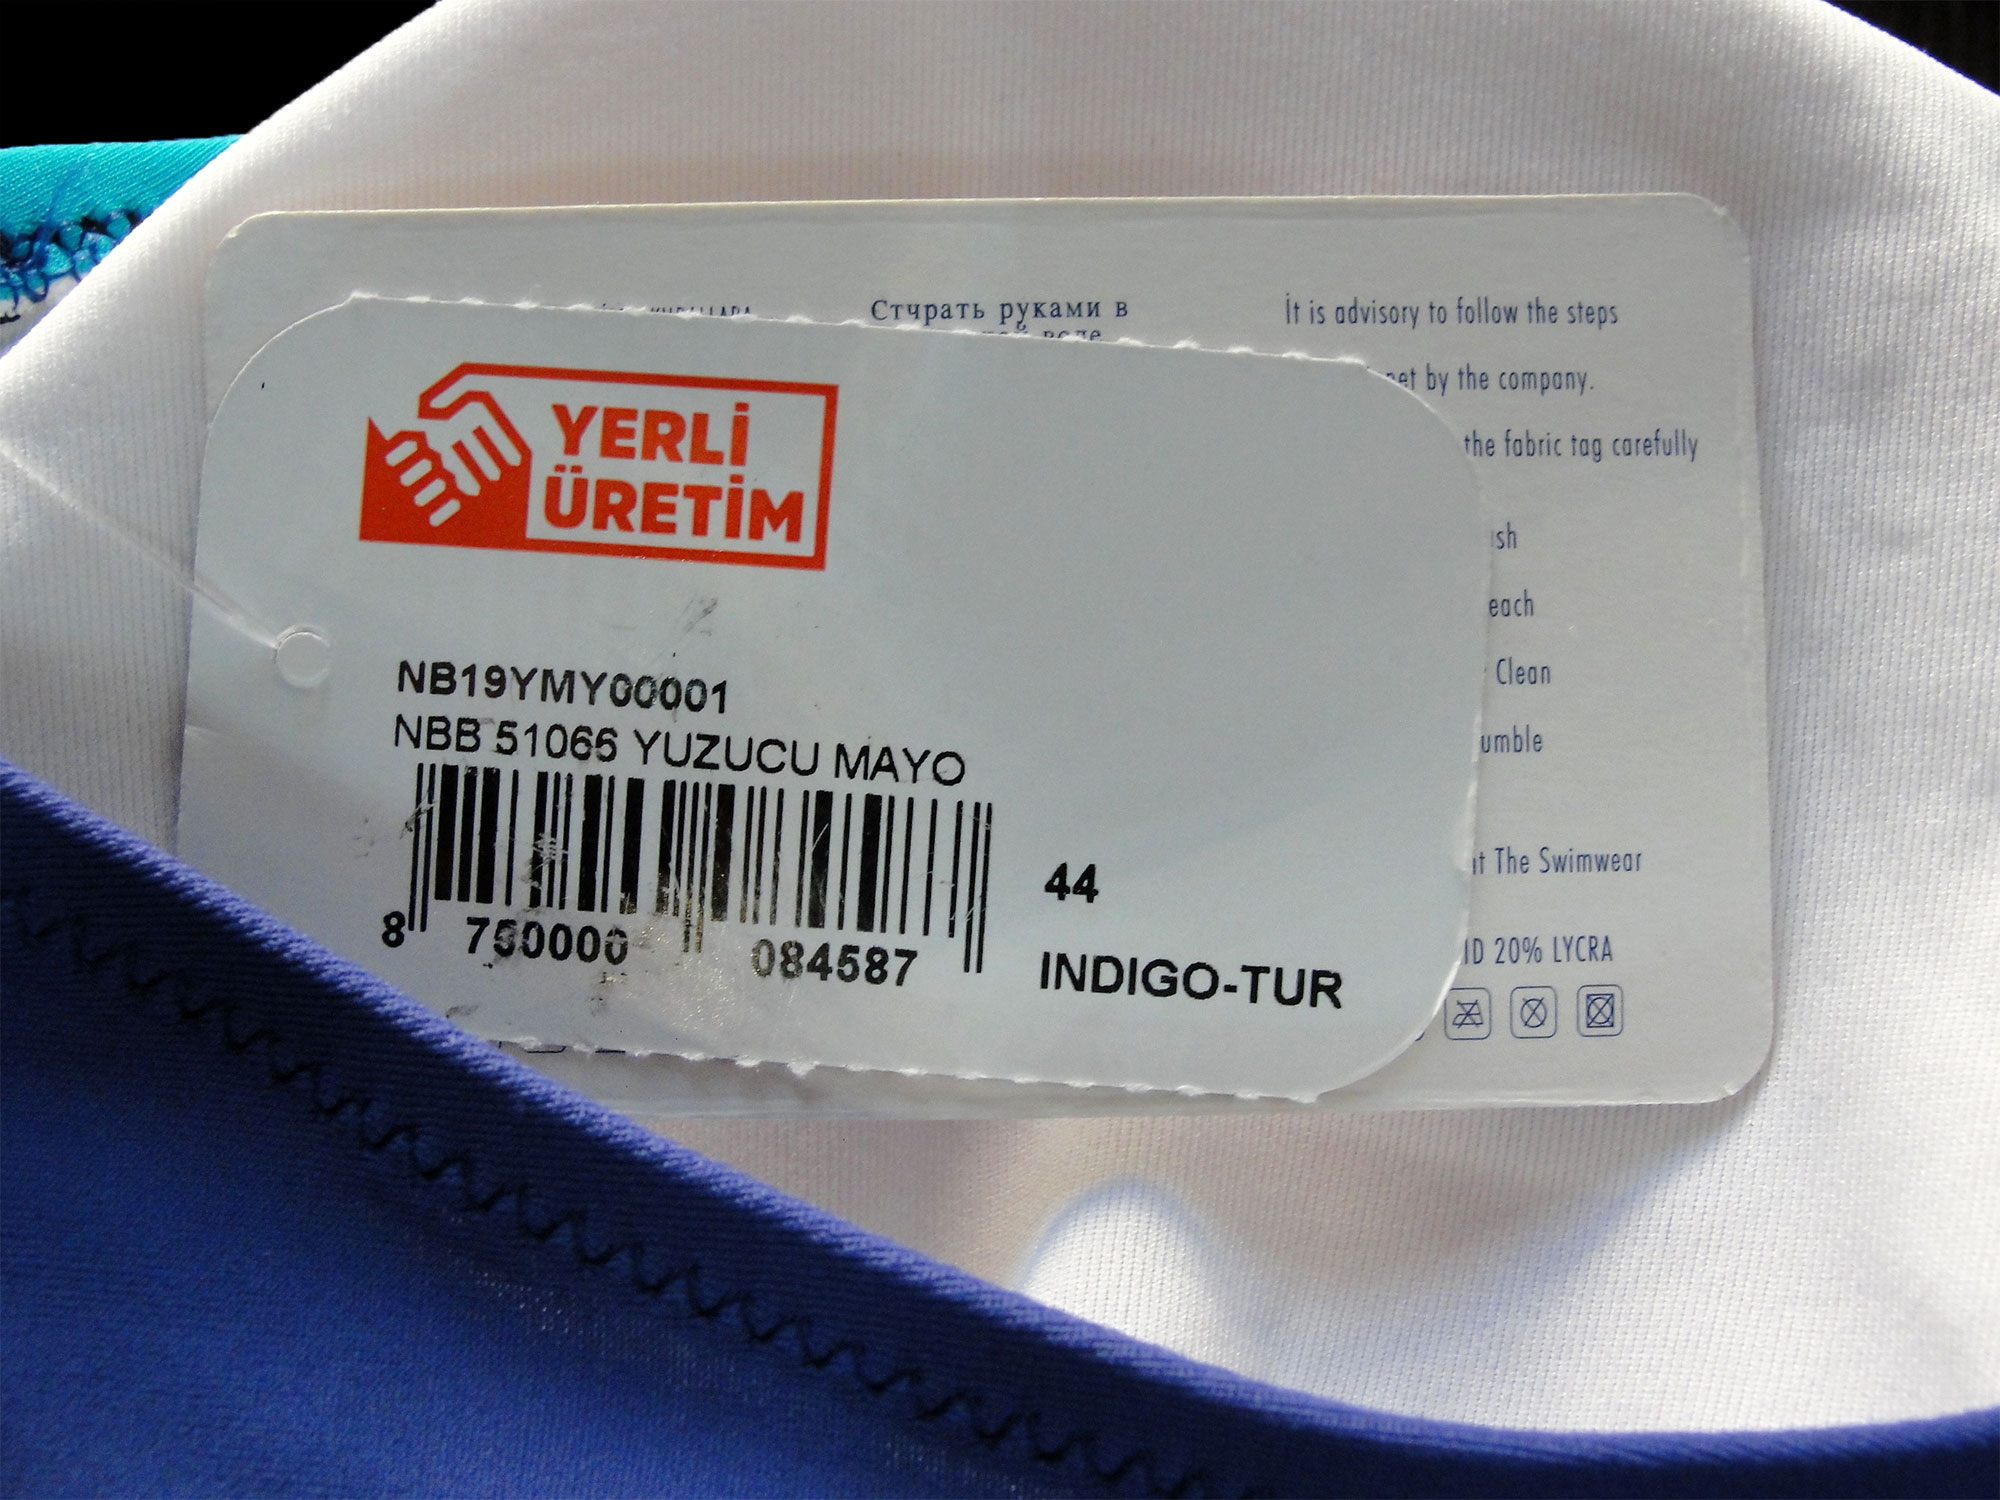 YERLİ
ÜRETİM
NB19YMY00001
NBB 51066 YUZUCU MAYO
8 750000 084587
44
INDIGO-TUR
Стчрать руками в
воде
İt is advisory to follow the steps
by the company.
the fabric tag carefully
Clean
The Swimwear
20% LYCRA